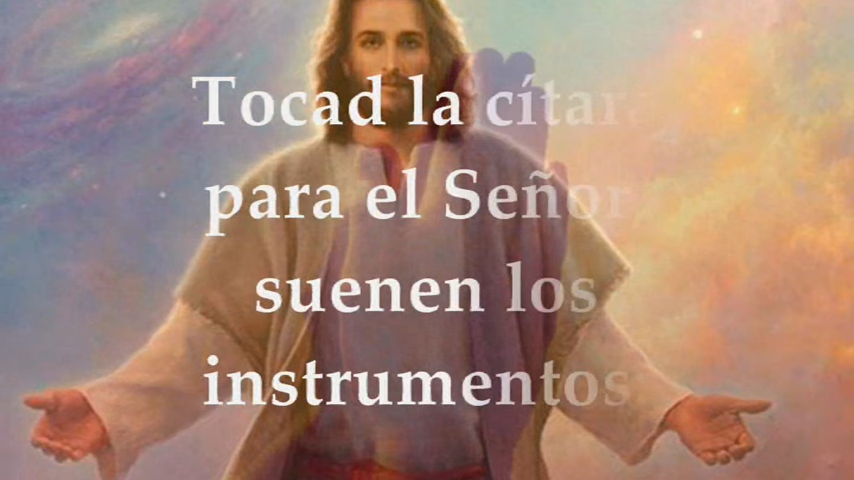 Tocad la cítara
para el Señor,
suenen los
instrumentos